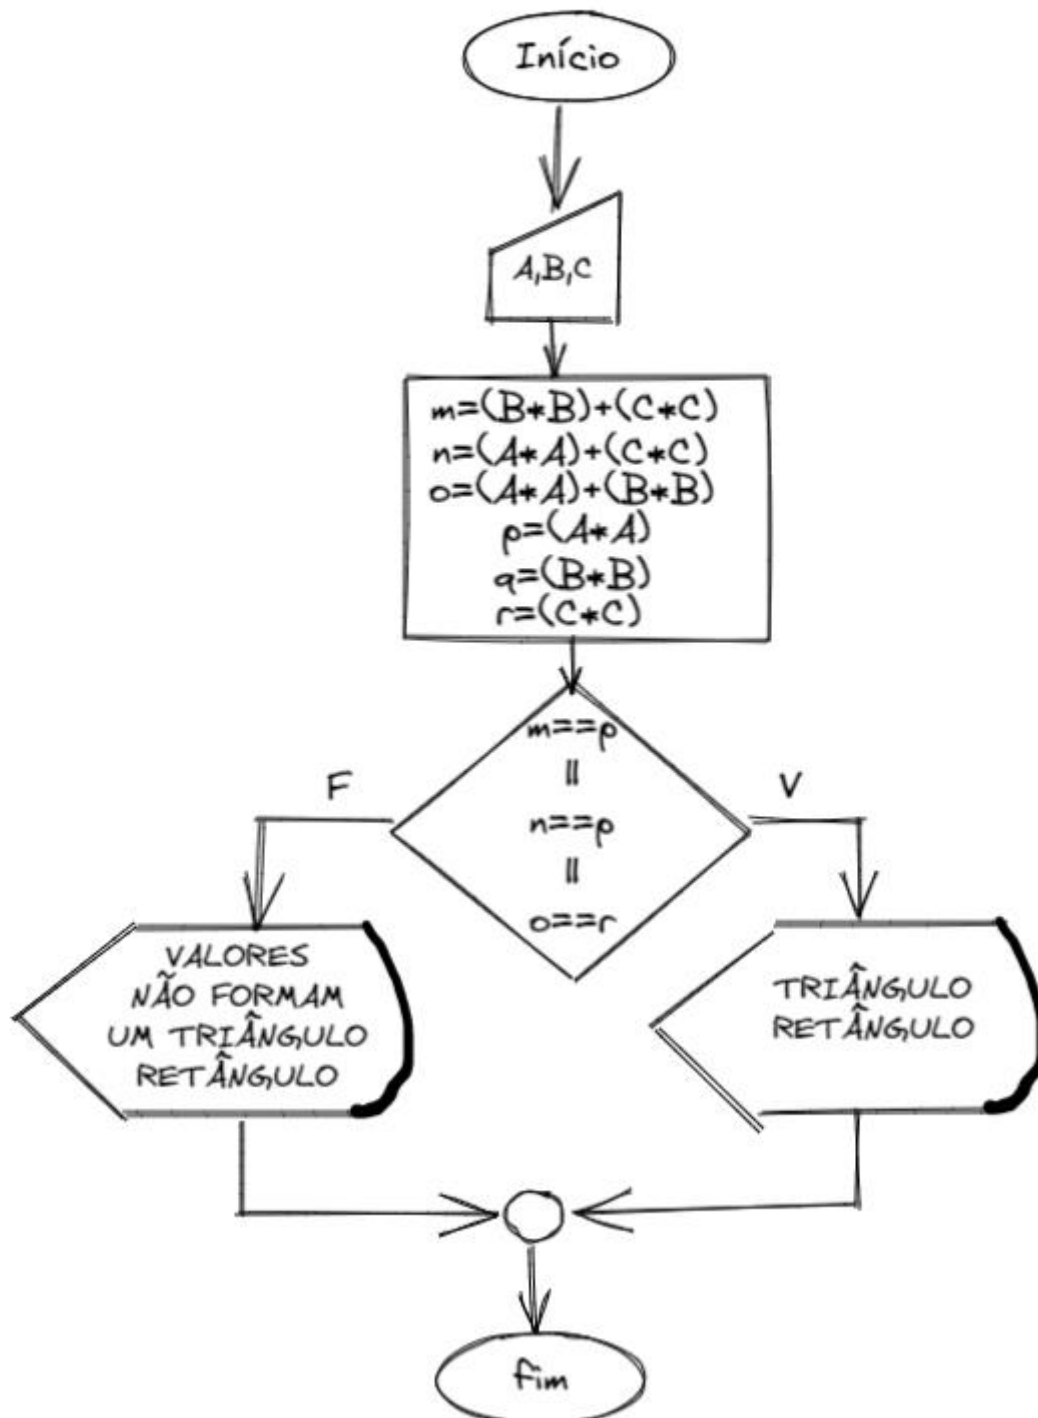 Início
A,B,C
m=(B*B)+(C*C)
n=(A*A)+(C*C)
o=(A*A)+(B*B)
p=(A*A)
q=(B*B)
r=(C*C)
m==p
||
n==p
||
o==r
F
V
VALORES
NÃO FORMAM
UM TRIÂNGULO
RETÂNGULO
TRIÂNGULO
RETÂNGULO
fim